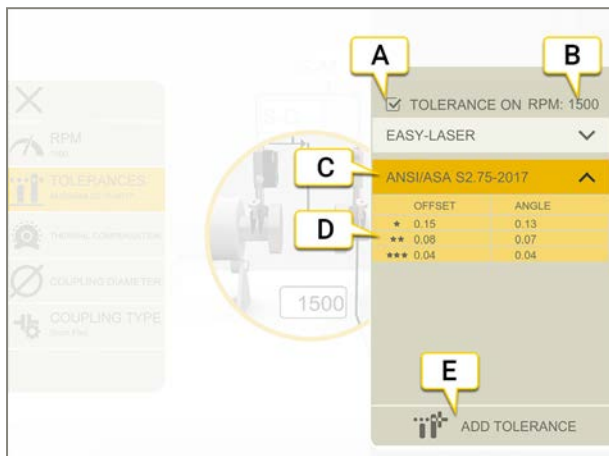 A
B
TOLERANCE ON RPM: 1500
EASY-LASER
C
ANSI/ASA S2.75-2017
OFFSET ANGLE
D
★ 0.15 0.13
★★ 0.08 0.07
★★★ 0.04 0.04
E
ADD TOLERANCE
RPM
TOLERANCES
THERMAL COMPENSATION
COUPLING DIAMETER
COUPLING TYPE
S-D
1500